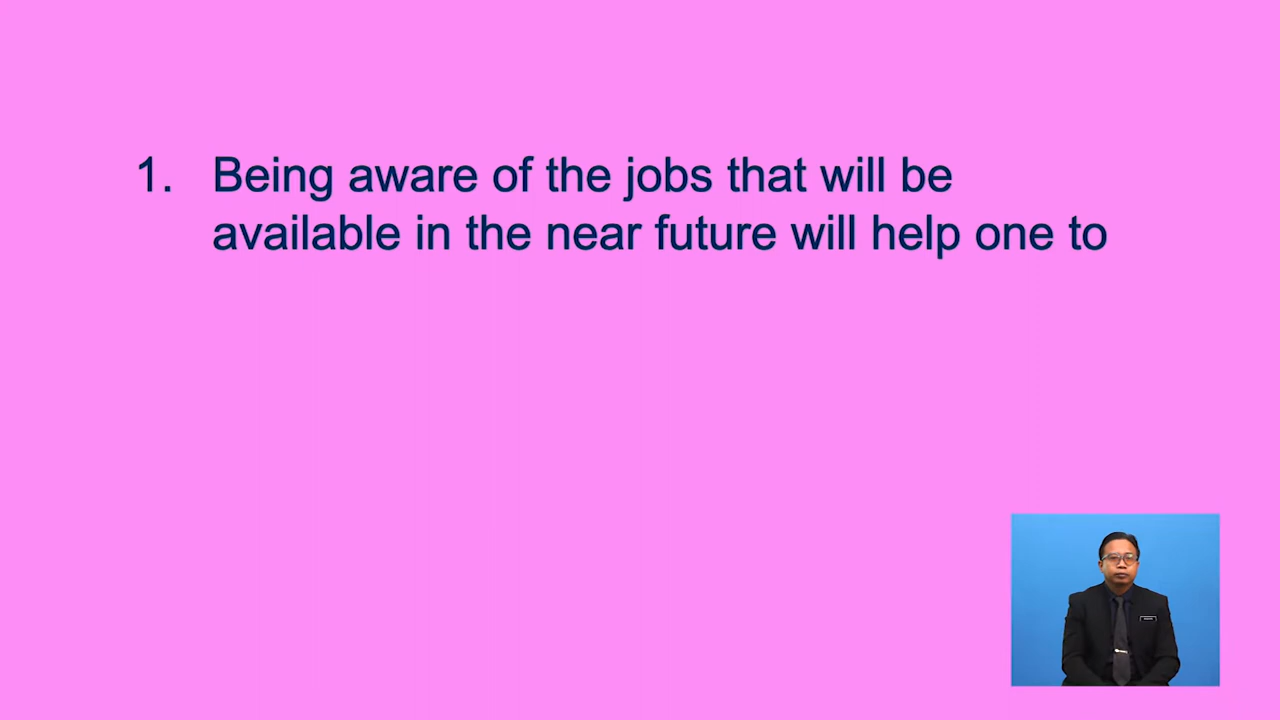 1. Being aware of the jobs that will be
available in the near future will help one to